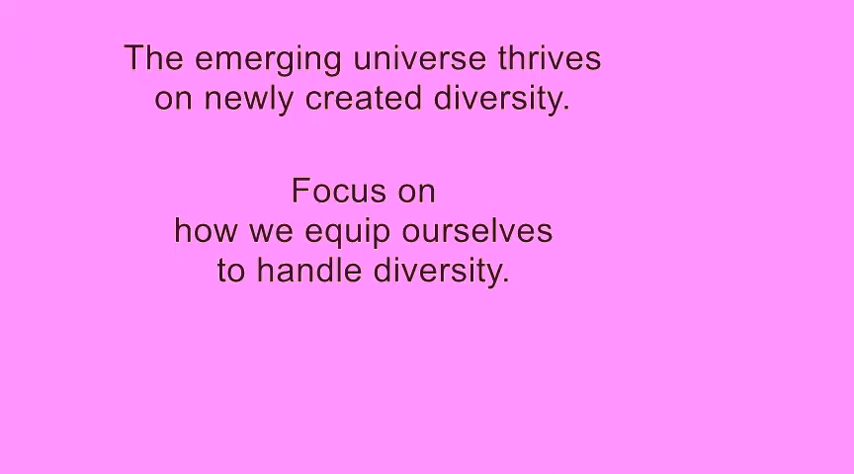 The emerging universe thrives
on newly created diversity.
Focus on
how we equip ourselves
to handle diversity.